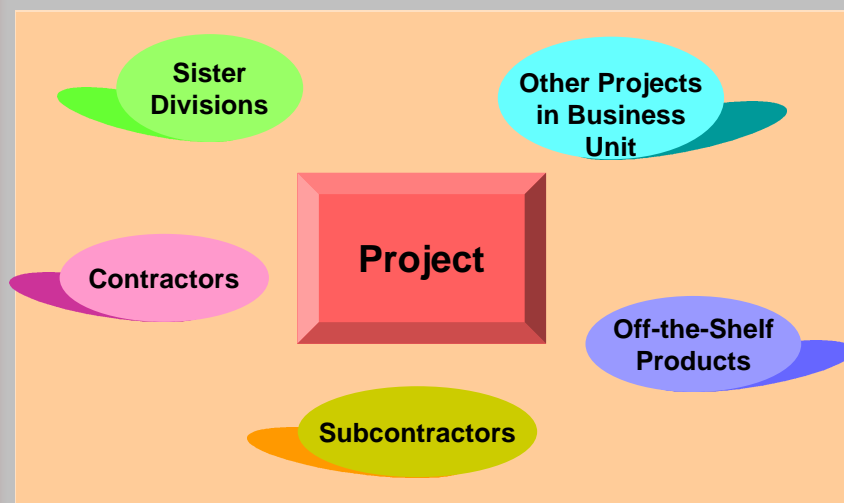 Sister
Divisions
Other Projects
in Business
Unit
Project
Contractors
Off-the-Shelf
Products
Subcontractors